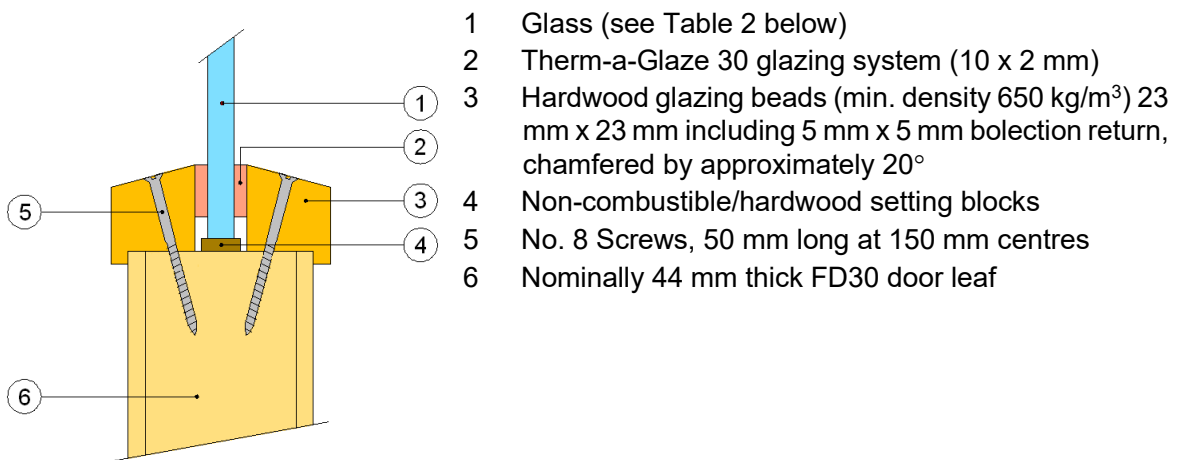 1 Glass (see Table 2 below)
2 Therm-a-Glaze 30 glazing system (10 x 2 mm)
3 Hardwood glazing beads (min. density 650 kg/m³) 23
mm x 23 mm including 5 mm x 5 mm bolection return,
chamfered by approximately 20°
4 Non-combustible/hardwood setting blocks
5 No. 8 Screws, 50 mm long at 150 mm centres
6 Nominally 44 mm thick FD30 door leaf
1
2
3
5
4
6